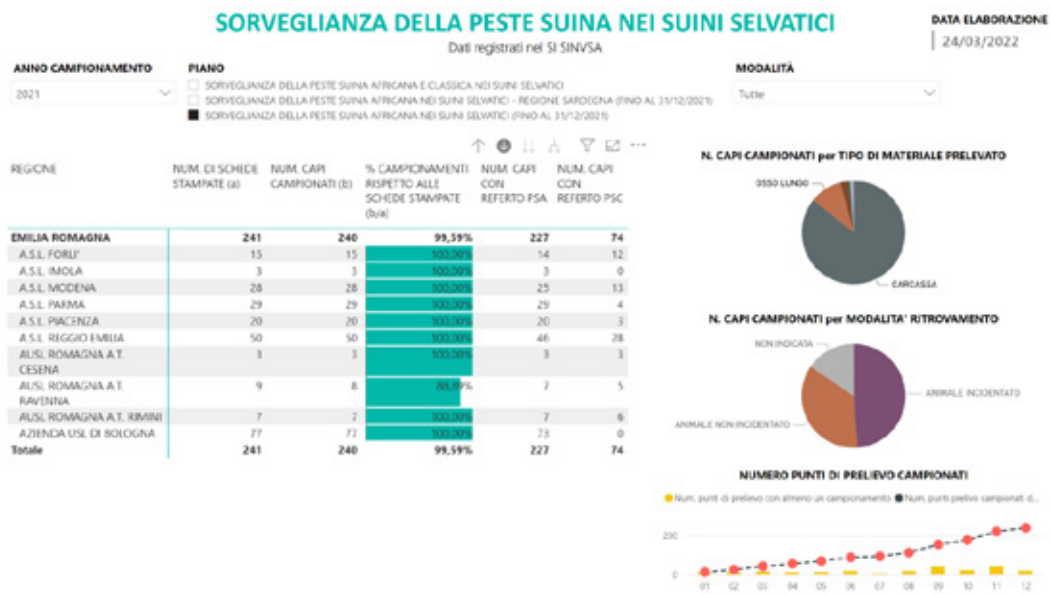 SORVEGLIANZA DELLA PESTE SUINA NEI SUINI SELVATICI
Dati registrati nel SI SINVSA
DATA ELABORAZIONE
24/03/2022
ANNO CAMPIONAMENTO
2021
PIANO
SORVEGLIANZA DELLA PESTE SUINA AFRICANA E CLASSICA NEI SUINI SELVATICI
SORVEGLIANZA DELLA PESTE SUINA AFRICANA NEI SUINI SELVATICI - REGIONE SARDEGNA (FINO AL 31/12/2021)
SORVEGLIANZA DELLA PESTE SUINA AFRICANA NEI SUINI SELVATICI (FINO AL 31/12/2021)
MODALITÀ
Tutte
REGIONE NUM. DI SCHEDE STAMPATE (a) NUM. CAPI CAMPIONATI (b) % CAMPIONAMENTI RISPETTO ALLE SCHEDE STAMPATE (b/a) NUM. CAPI CON REFERTO PSA NUM. CAPI CON REFERTO PSC
EMILIA ROMAGNA 241 240 99,59% 227 74
A.S.L. FORLI' 15 15 100,00% 14 12
A.S.L. IMOLA 3 3 100,00% 3 0
A.S.L. MODENA 28 28 100,00% 25 13
A.S.L. PARMA 29 29 100,00% 29 4
A.S.L. PIACENZA 20 20 100,00% 20 3
A.S.L. REGGIO EMILIA 50 50 100,00% 46 28
AUSL ROMAGNA A.T. CESENA 3 3 100,00% 3 3
AUSL ROMAGNA A.T. RAVENNA 9 8 88,89% 7 5
AUSL ROMAGNA A.T. RIMINI 7 7 100,00% 7 6
AZIENDA USL DI BOLOGNA 77 77 100,00% 73 0
Totale 241 240 99,59% 227 74
N. CAPI CAMPIONATI per TIPO DI MATERIALE PRELEVATO
OSSO LUNGO
CARCASSA
N. CAPI CAMPIONATI per MODALITA' RITROVAMENTO
NON INDICATA
ANIMALE INCIDENTATO
ANIMALE NON INCIDENTATO
NUMERO PUNTI DI PRELIEVO CAMPIONATI
Num. punti di prelievo con almeno un campionamento Num. punti prelivo campionati d...
200
0
01 02 03 04 05 06 07 08 09 10 11 12